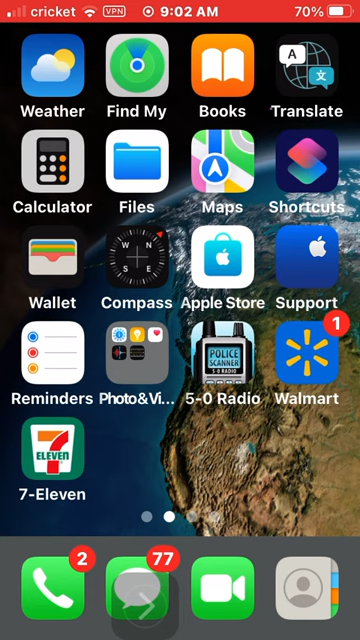 cricket VPN 9:02 AM 70%
Weather Find My Books Translate
A 文
Calculator Files Maps Shortcuts
N
W E
S
Wallet Compass Apple Store Support
POLICE
SCANNER
5-0 RADIO
1
Reminders Photo&Vi... 5-0 Radio Walmart
7
ELEVEN
7-Eleven
2 77